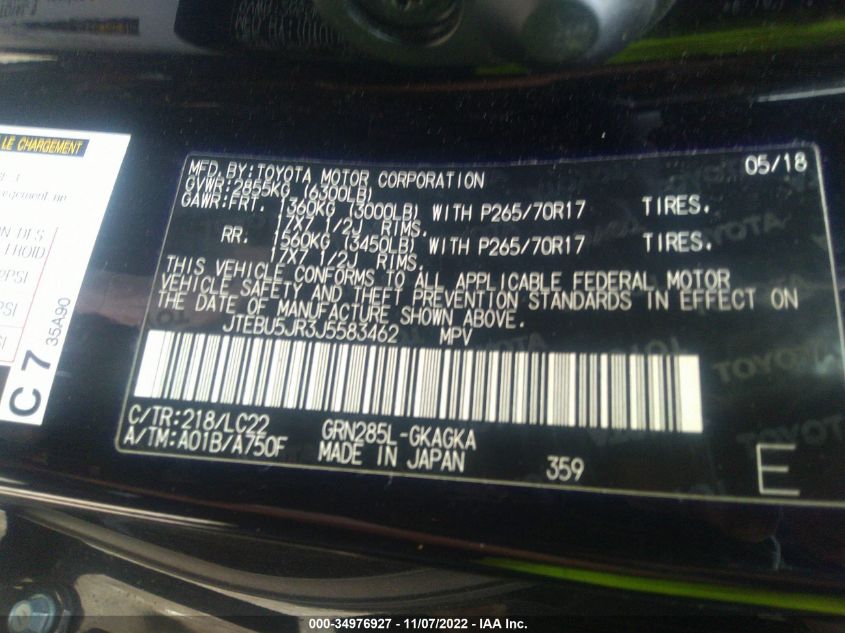 LE CHARGEMENT
C 7
35A90
MFD. BY: TOYOTA MOTOR CORPORATION 05/18
GVWR: 2855KG (6300LB)
GAWR: FRT. 1360KG (3000LB) WITH P265/70R17 TIRES.
17X7 1/2J RIMS.
RR. 1560KG (3450LB) WITH P265/70R17 TIRES.
17X7 1/2J RIMS.
THIS VEHICLE CONFORMS TO ALL APPLICABLE FEDERAL MOTOR
VEHICLE SAFETY AND THEFT PREVENTION STANDARDS IN EFFECT ON
THE DATE OF MANUFACTURE SHOWN ABOVE.
JTEBU5JR3J5583462 MPV
C/TR: 218/LC22 GRN285L-GKAGKA
A/TM: A01B/A750F MADE IN JAPAN 359 E
000-34976927 - 11/07/2022 - IAA Inc.